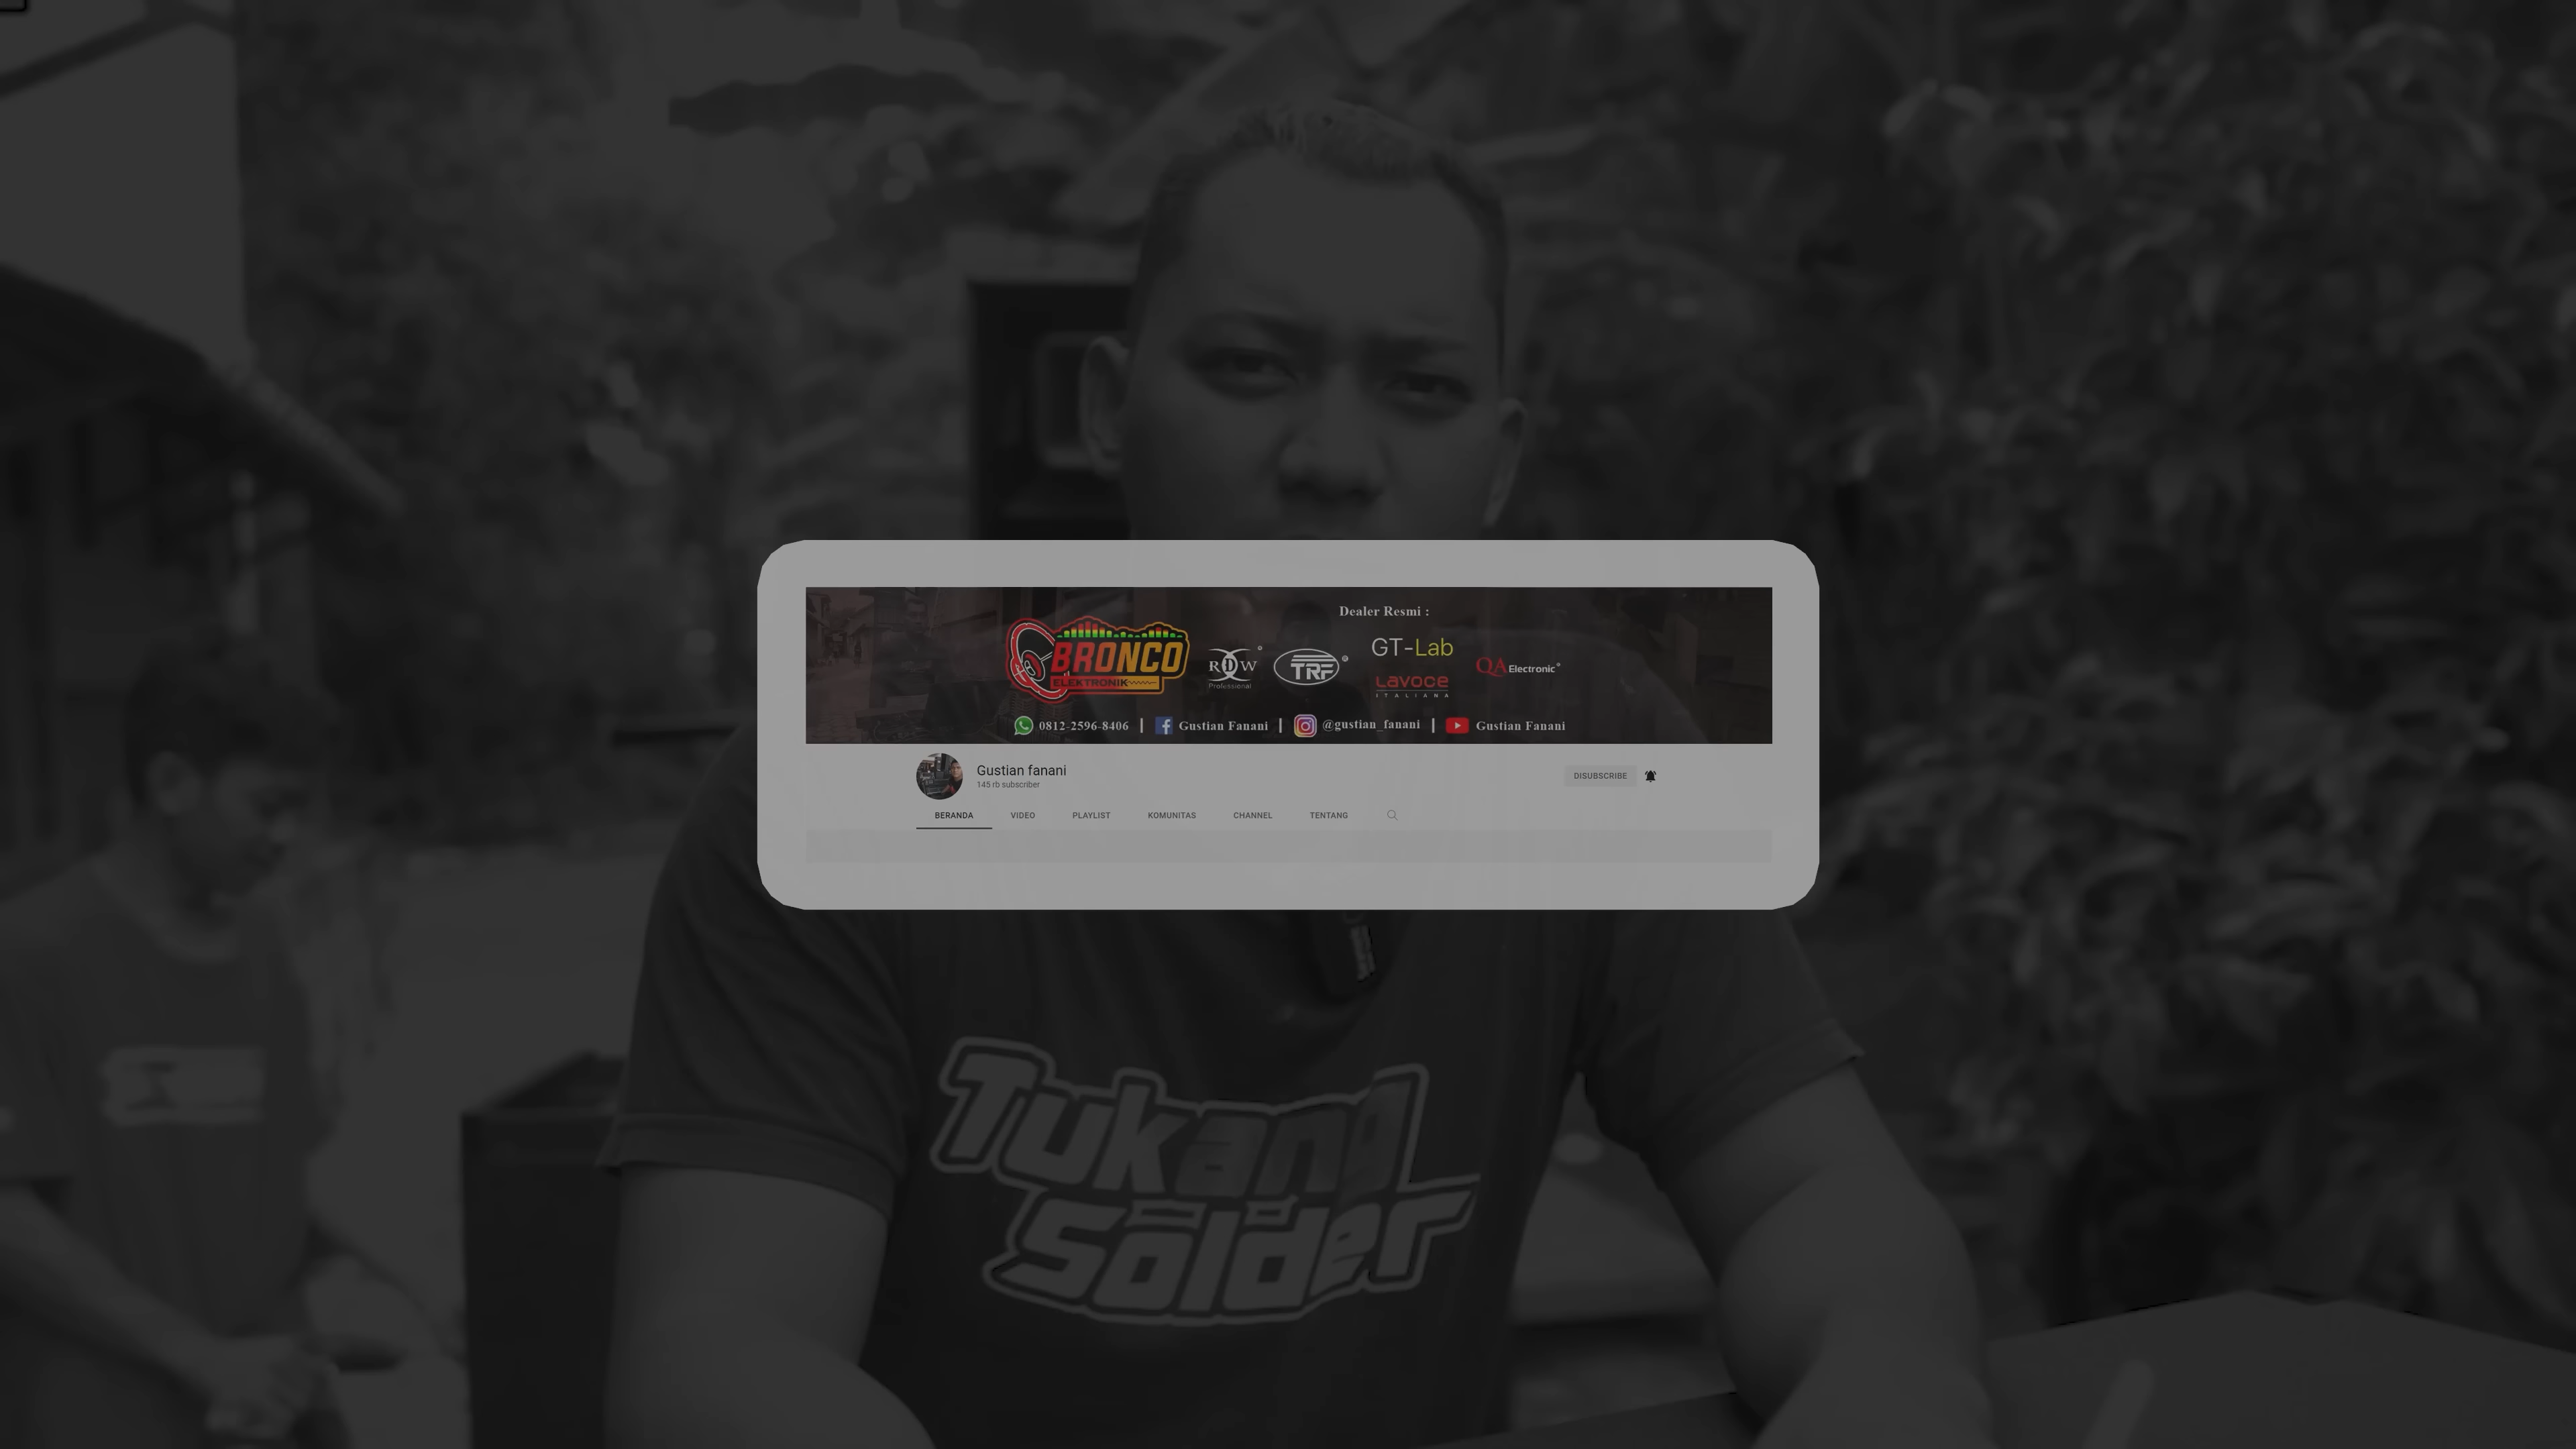 Dealer Resmi :
BRONCO
ELEKTRONIK
RDW
Professional
TRF
GT-Lab
LAVOCE
ITALIANA
QA Electronic
0812-2596-8406 | Gustian Fanani | @gustian_fanani | Gustian Fanani
Gustian fanani
145 rb subscriber
DISUBSCRIBE
BERANDA VIDEO PLAYLIST KOMUNITAS CHANNEL TENTANG
Tukang
Solder